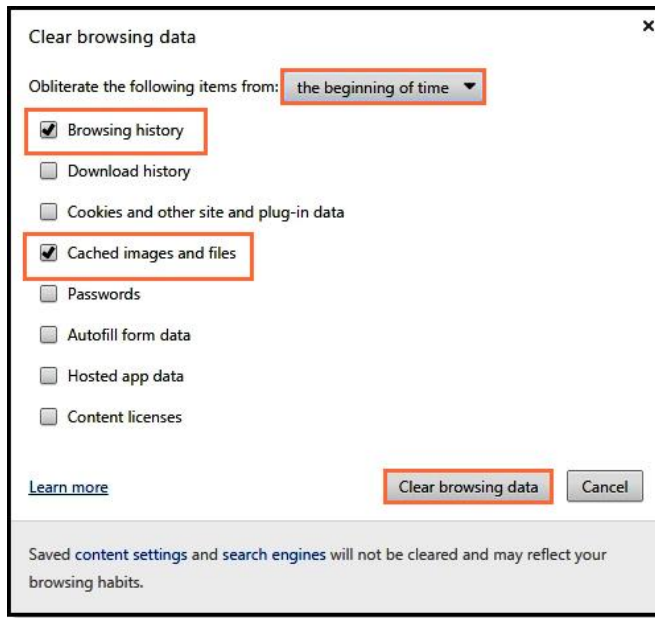 Clear browsing data
Obliterate the following items from: the beginning of time
Browsing history
Download history
Cookies and other site and plug-in data
Cached images and files
Passwords
Autofill form data
Hosted app data
Content licenses
Learn more Clear browsing data Cancel
Saved content settings and search engines will not be cleared and may reflect your
browsing habits.